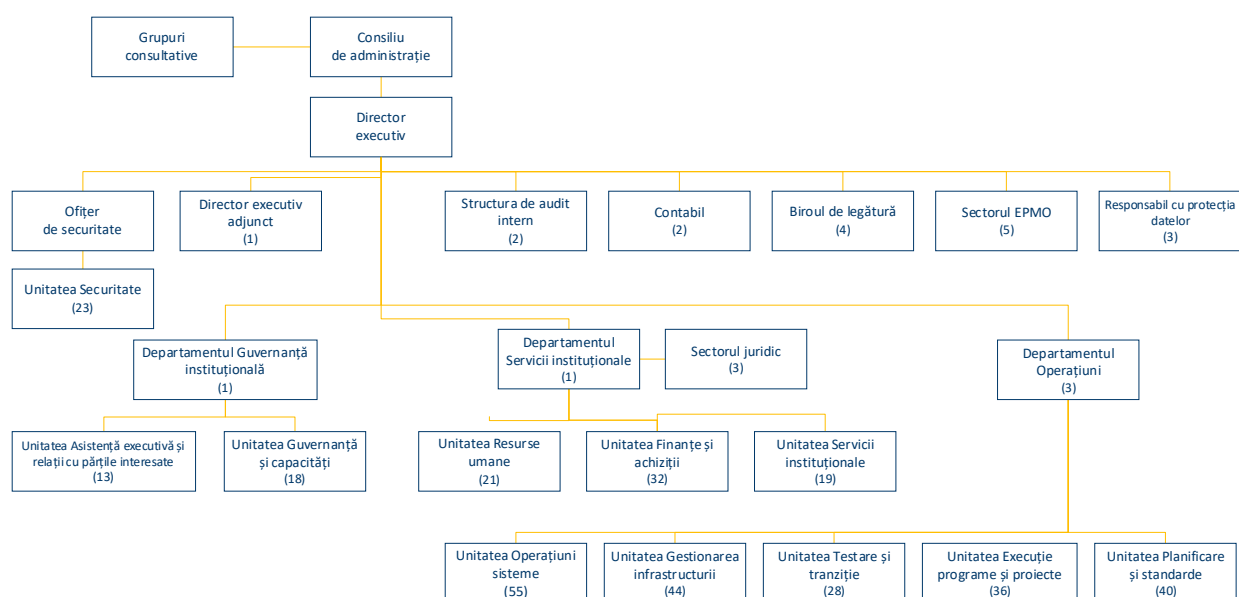 Grupuri
consultative
Consiliu
de administrație
Director
executiv
Ofițer
de securitate
Director executiv
adjunct
(1)
Structura de audit
intern
(2)
Contabil
(2)
Biroul de legătură
(4)
Sectorul EPMO
(5)
Responsabil cu protecția
datelor
(3)
Unitatea Securitate
(23)
Departamentul Guvernanță
instituțională
(1)
Departamentul
Servicii instituționale
(1)
Sectorul juridic
(3)
Departamentul
Operațiuni
(3)
Unitatea Asistență executivă și
relații cu părțile interesate
(13)
Unitatea Guvernanță
și capacități
(18)
Unitatea Resurse
umane
(21)
Unitatea Finanțe și
achiziții
(32)
Unitatea Servicii
instituționale
(19)
Unitatea Operațiuni
sisteme
(55)
Unitatea Gestionarea
infrastructurii
(44)
Unitatea Testare și
tranziție
(28)
Unitatea Execuție
programe și proiecte
(36)
Unitatea Planificare
și standarde
(40)